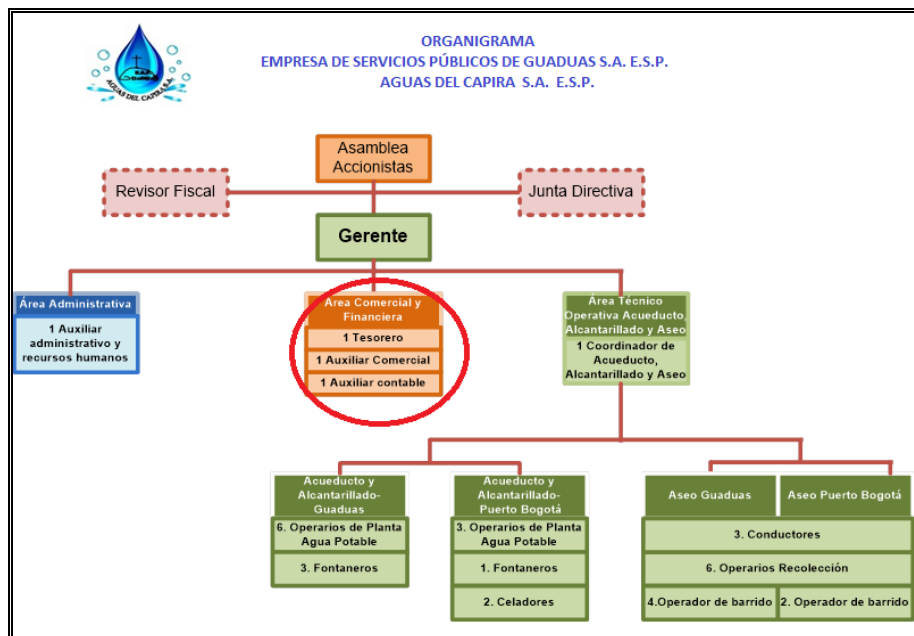 ORGANIGRAMA
EMPRESA DE SERVICIOS PÚBLICOS DE GUADUAS S.A. E.S.P.
AGUAS DEL CAPIRA S.A. E.S.P.
AGUAS DEL CAPIRA S.A.
Asamblea
Accionistas
Revisor Fiscal
Junta Directiva
Gerente
Área Administrativa
1 Auxiliar
administrativo y
recursos humanos
Área Comercial y
Financiera
1 Tesorero
1 Auxiliar Comercial
1 Auxiliar contable
Área Técnico
Operativa Acueducto,
Alcantarillado y Aseo
1 Coordinador de
Acueducto,
Alcantarillado y Aseo
Acueducto y
Alcantarillado-
Guaduas
6. Operarios de Planta
Agua Potable
3. Fontaneros
Acueducto y
Alcantarillado-
Puerto Bogotá
3. Operarios de Planta
Agua Potable
1. Fontaneros
2. Celadores
Aseo Guaduas
Aseo Puerto Bogotá
3. Conductores
6. Operarios Recolección
4.Operador de barrido
2. Operador de barrido